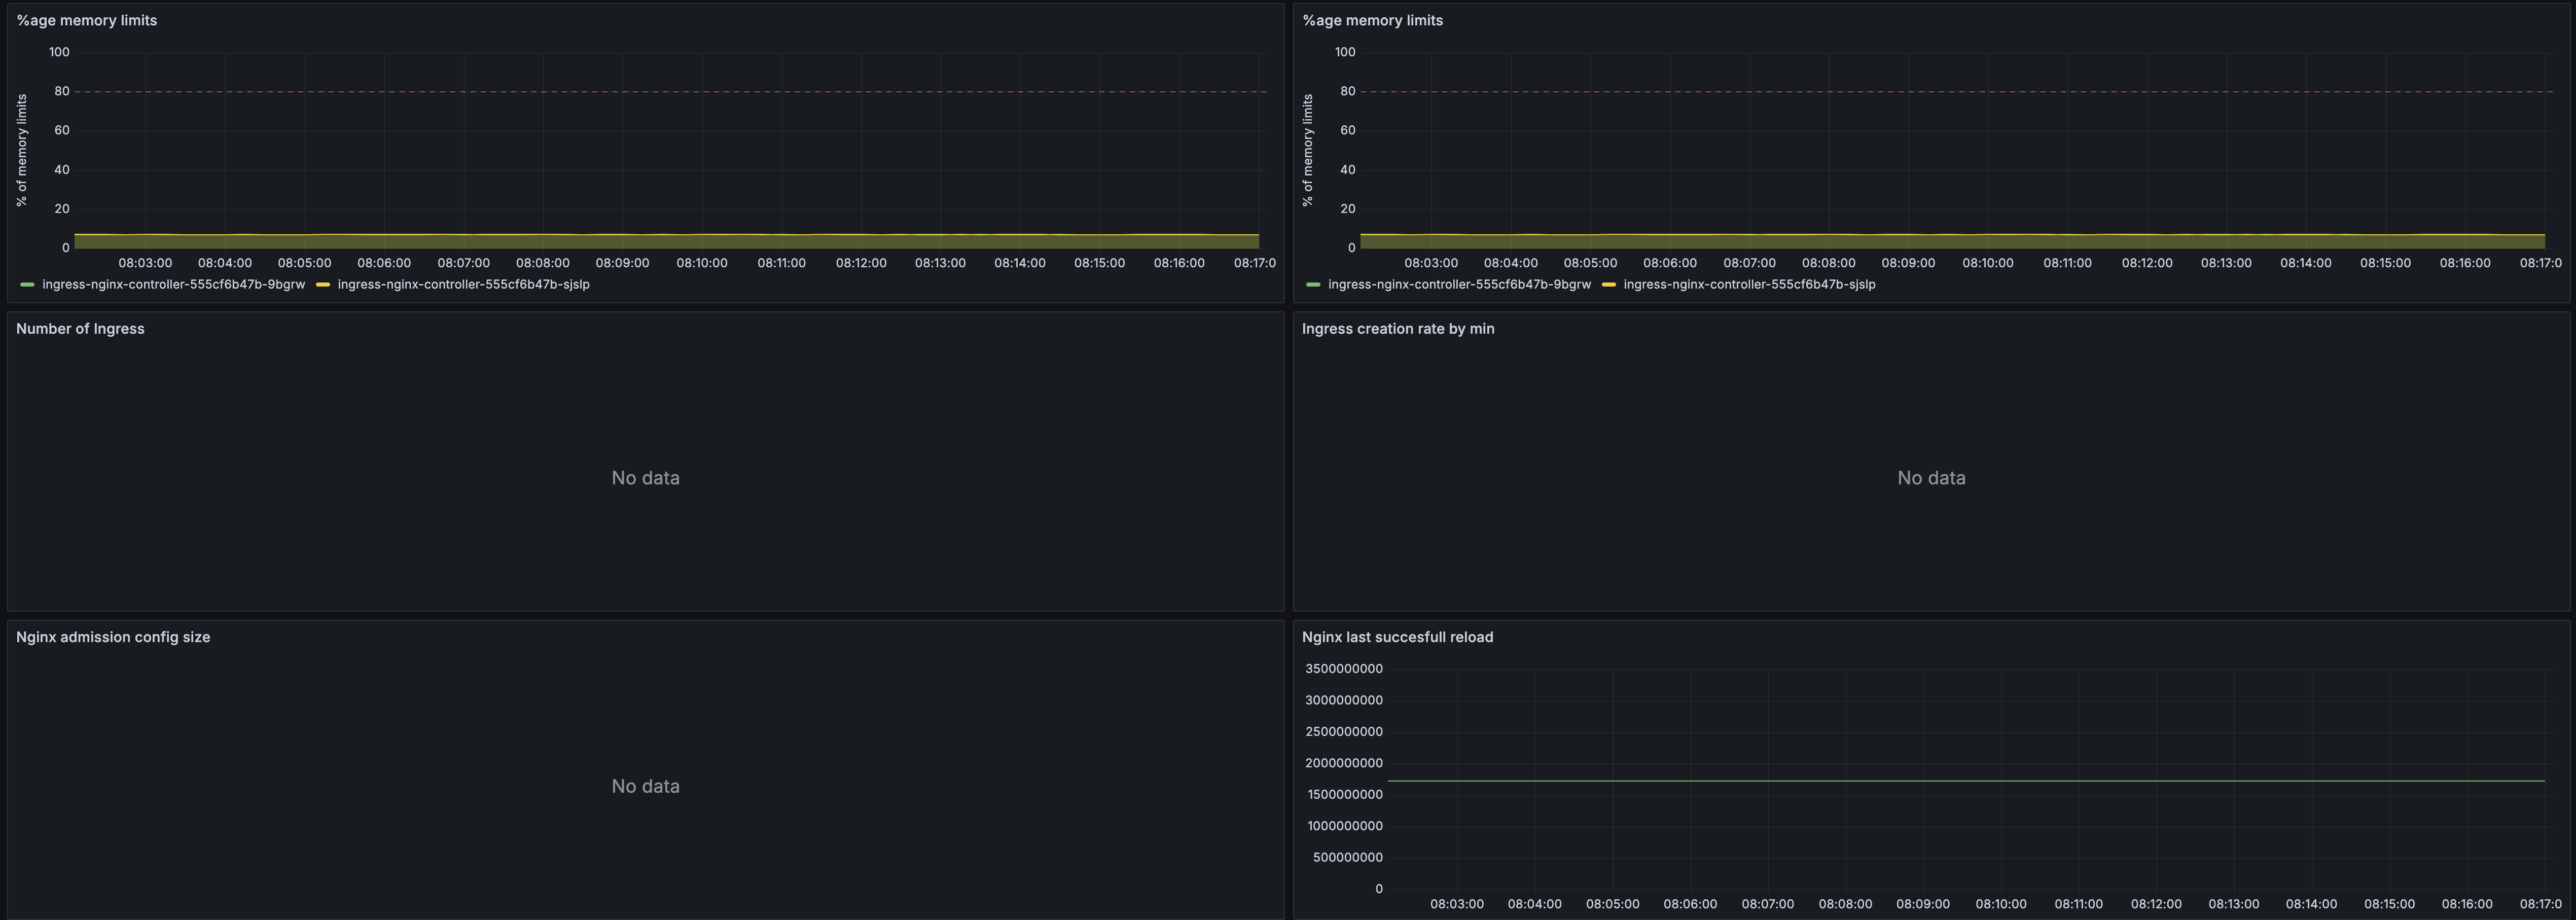 %age memory limits
% of memory limits
100
80
60
40
20
0
08:03:00 08:04:00 08:05:00 08:06:00 08:07:00 08:08:00 08:09:00 08:10:00 08:11:00 08:12:00 08:13:00 08:14:00 08:15:00 08:16:00 08:17:0
ingress-nginx-controller-555cf6b47b-9bgrw ingress-nginx-controller-555cf6b47b-sjslp
%age memory limits
% of memory limits
100
80
60
40
20
0
08:03:00 08:04:00 08:05:00 08:06:00 08:07:00 08:08:00 08:09:00 08:10:00 08:11:00 08:12:00 08:13:00 08:14:00 08:15:00 08:16:00 08:17:0
ingress-nginx-controller-555cf6b47b-9bgrw ingress-nginx-controller-555cf6b47b-sjslp
Number of Ingress
No data
Ingress creation rate by min
No data
Nginx admission config size
No data
Nginx last succesfull reload
3500000000
3000000000
2500000000
2000000000
1500000000
1000000000
500000000
0
08:03:00 08:04:00 08:05:00 08:06:00 08:07:00 08:08:00 08:09:00 08:10:00 08:11:00 08:12:00 08:13:00 08:14:00 08:15:00 08:16:00 08:17:0